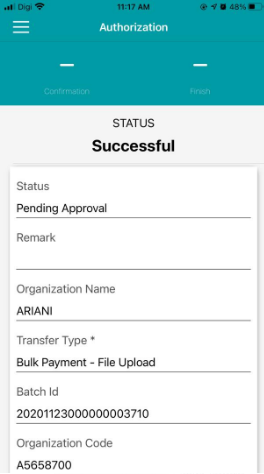 Digi 11:17 AM 48%
Authorization
Confirmation Finish
STATUS
Successful
Status
Pending Approval
Remark
Organization Name
ARIANI
Transfer Type *
Bulk Payment - File Upload
Batch Id
20201123000000003710
Organization Code
A5658700